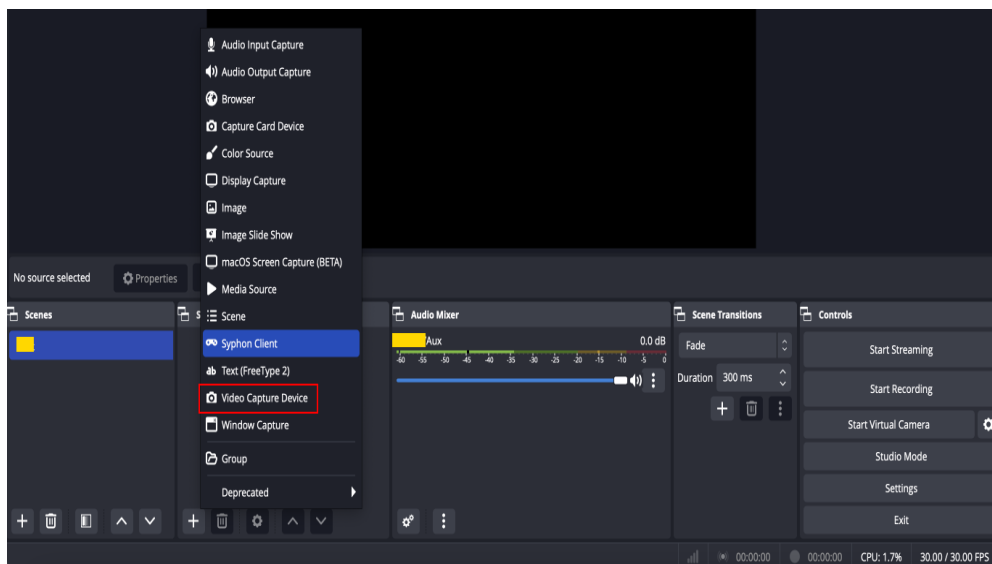 Audio Input Capture
Audio Output Capture
Browser
Capture Card Device
Color Source
Display Capture
Image
Image Slide Show
macOS Screen Capture (BETA)
Media Source
Scene
Syphon Client
ab Text (FreeType 2)
Video Capture Device
Window Capture
Group
Deprecated
No source selected
Properties
Scenes
S
Audio Mixer
Aux
0.0 dB
-60 -55 -50 -45 -40 -35 -30 -25 -20 -15 -10 -5 0
Scene Transitions
Fade
Duration 300 ms
Controls
Start Streaming
Start Recording
Start Virtual Camera
Studio Mode
Settings
Exit
00:00:00 00:00:00 CPU: 1.7% 30.00 / 30.00 FPS